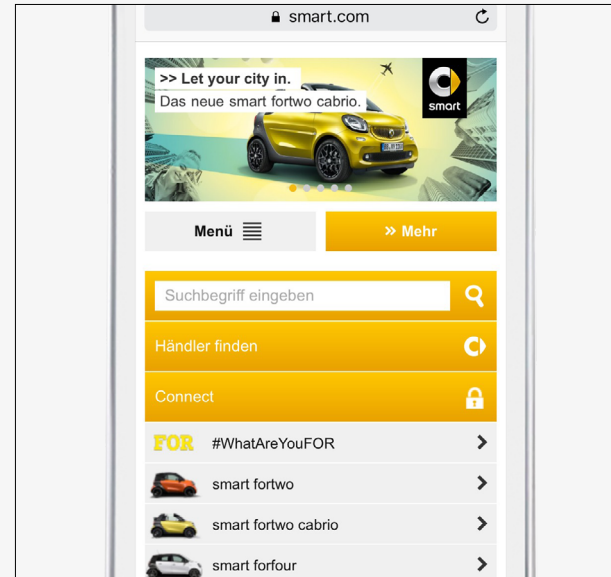 smart.com
>> Let your city in.
Das neue smart fortwo cabrio.
smart
Menü
» Mehr
Suchbegriff eingeben
Händler finden
Connect
FOR #WhatAreYouFOR
smart fortwo
smart fortwo cabrio
smart forfour